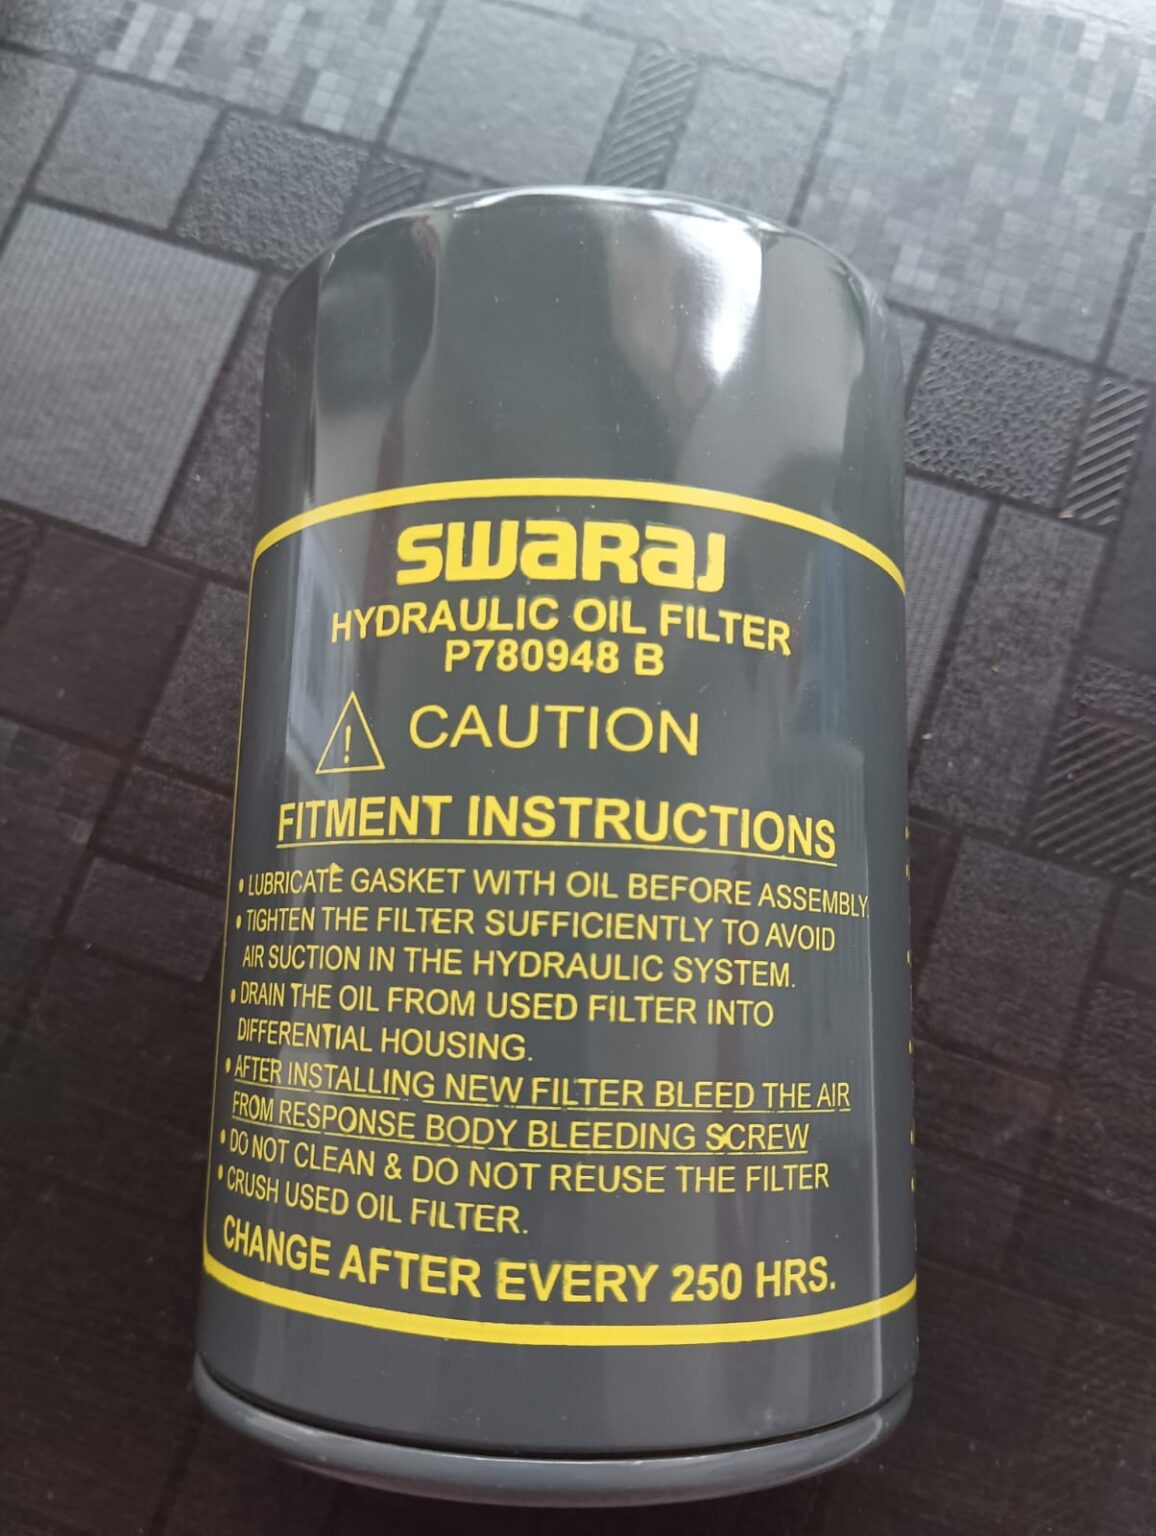 swaraj
HYDRAULIC OIL FILTER
P780948 B
! CAUTION
FITMENT INSTRUCTIONS
• LUBRICATE GASKET WITH OIL BEFORE ASSEMBLY.
• TIGHTEN THE FILTER SUFFICIENTLY TO AVOID
AIR SUCTION IN THE HYDRAULIC SYSTEM.
• DRAIN THE OIL FROM USED FILTER INTO
DIFFERENTIAL HOUSING.
• AFTER INSTALLING NEW FILTER BLEED THE AIR
FROM RESPONSE BODY BLEEDING SCREW
• DO NOT CLEAN & DO NOT REUSE THE FILTER
• CRUSH USED OIL FILTER.
CHANGE AFTER EVERY 250 HRS.